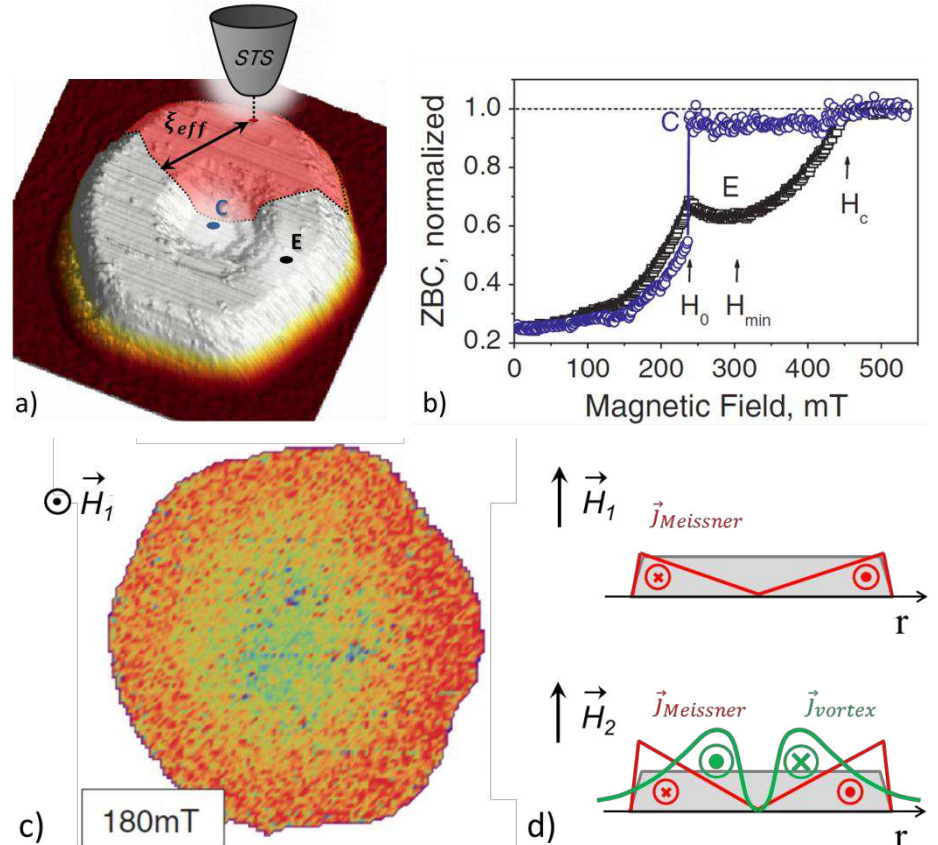 STS
ξeff
C
E
a)
ZBC, normalized
1.0
0.8
0.6
0.4
0.2
C
E
H0
Hmin
Hc
0 100 200 300 400 500
Magnetic Field, mT
b)
H1
180mT
c)
H1
jMeissner
r
H2
jMeissner
jvortex
r
d)